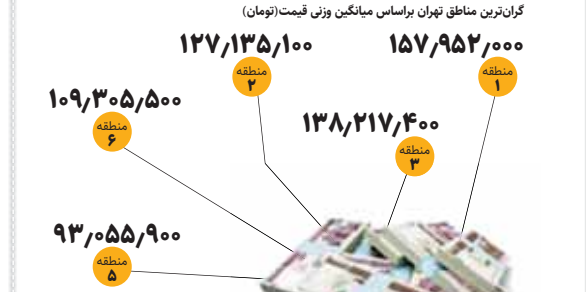 گران‌ترین مناطق تهران براساس میانگین وزنی قیمت(تومان)
۱۵۷٫۹۵۲٫۰۰۰
منطقه
۱
۱۲۷٫۱۳۵٫۱۰۰
منطقه
۲
۱۳۸٫۲۱۷٫۴۰۰
منطقه
۳
۱۰۹٫۳۰۵٫۵۰۰
منطقه
۶
۹۳٫۰۵۵٫۹۰۰
منطقه
۵